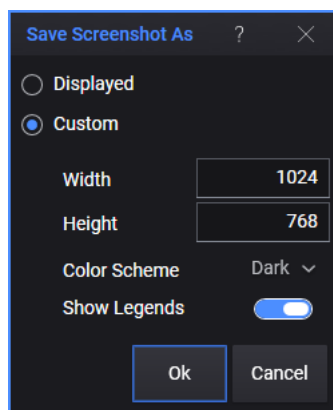 Save Screenshot As ?
Displayed
Custom
Width 1024
Height 768
Color Scheme Dark
Show Legends
Ok Cancel